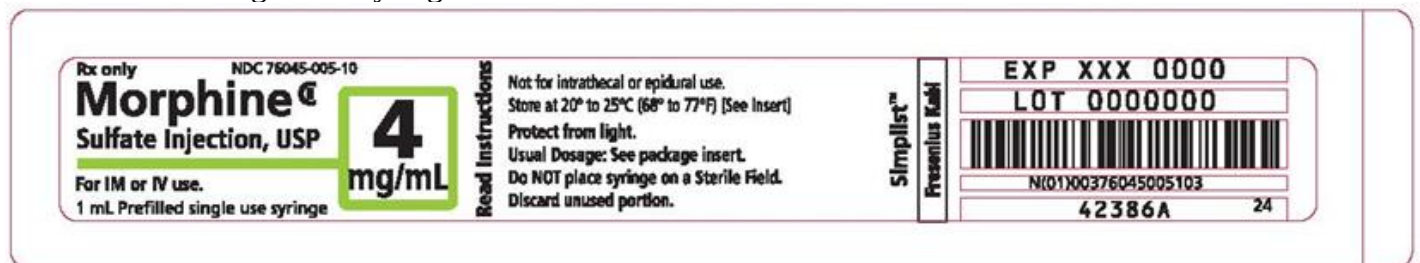 Rx only NDC 76045-005-10
Morphine CII
Sulfate Injection, USP
4
mg/mL
For IM or IV use.
1 mL Prefilled single use syringe
Read Instructions
Not for intrathecal or epidural use.
Store at 20° to 25°C (68° to 77°F) [See Insert]
Protect from light.
Usual Dosage: See package insert.
Do NOT place syringe on a Sterile Field.
Discard unused portion.
Simplist™
Fresenius Kabi
EXP XXX 0000
LOT 0000000
N(01)00376045005103
42386A 24